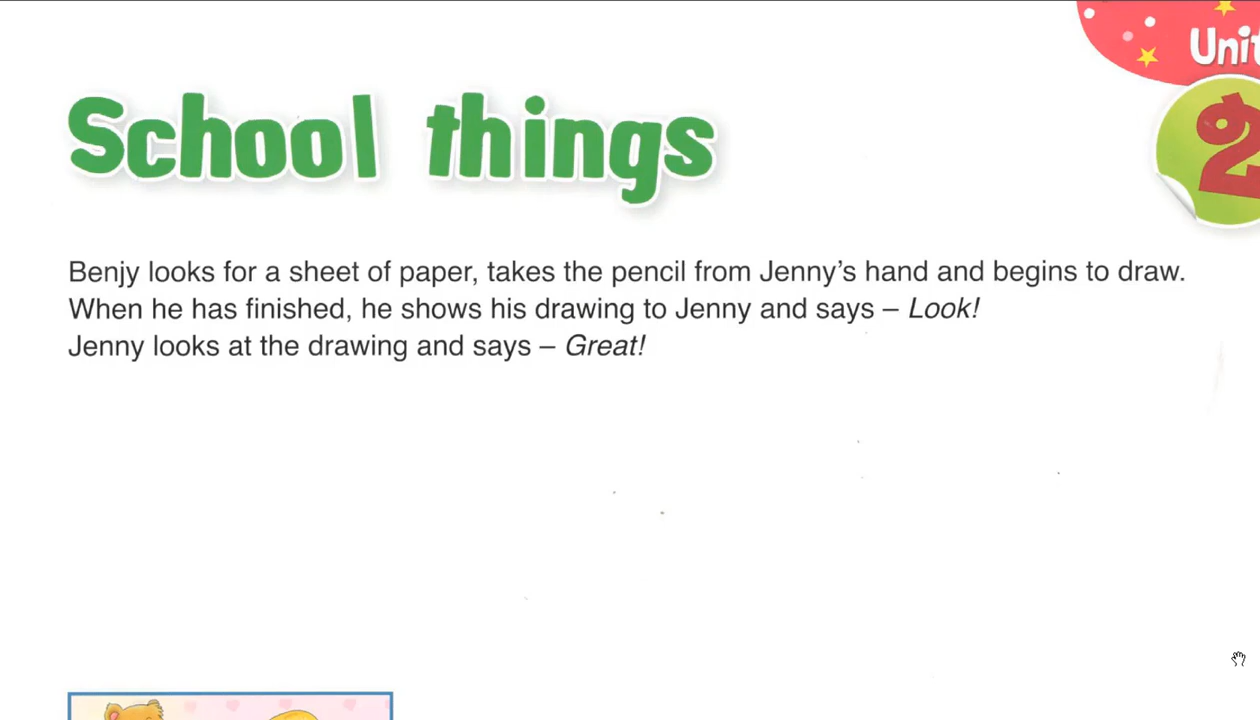 Unit
2
School things
Benjy looks for a sheet of paper, takes the pencil from Jenny’s hand and begins to draw.
When he has finished, he shows his drawing to Jenny and says – Look!
Jenny looks at the drawing and says – Great!